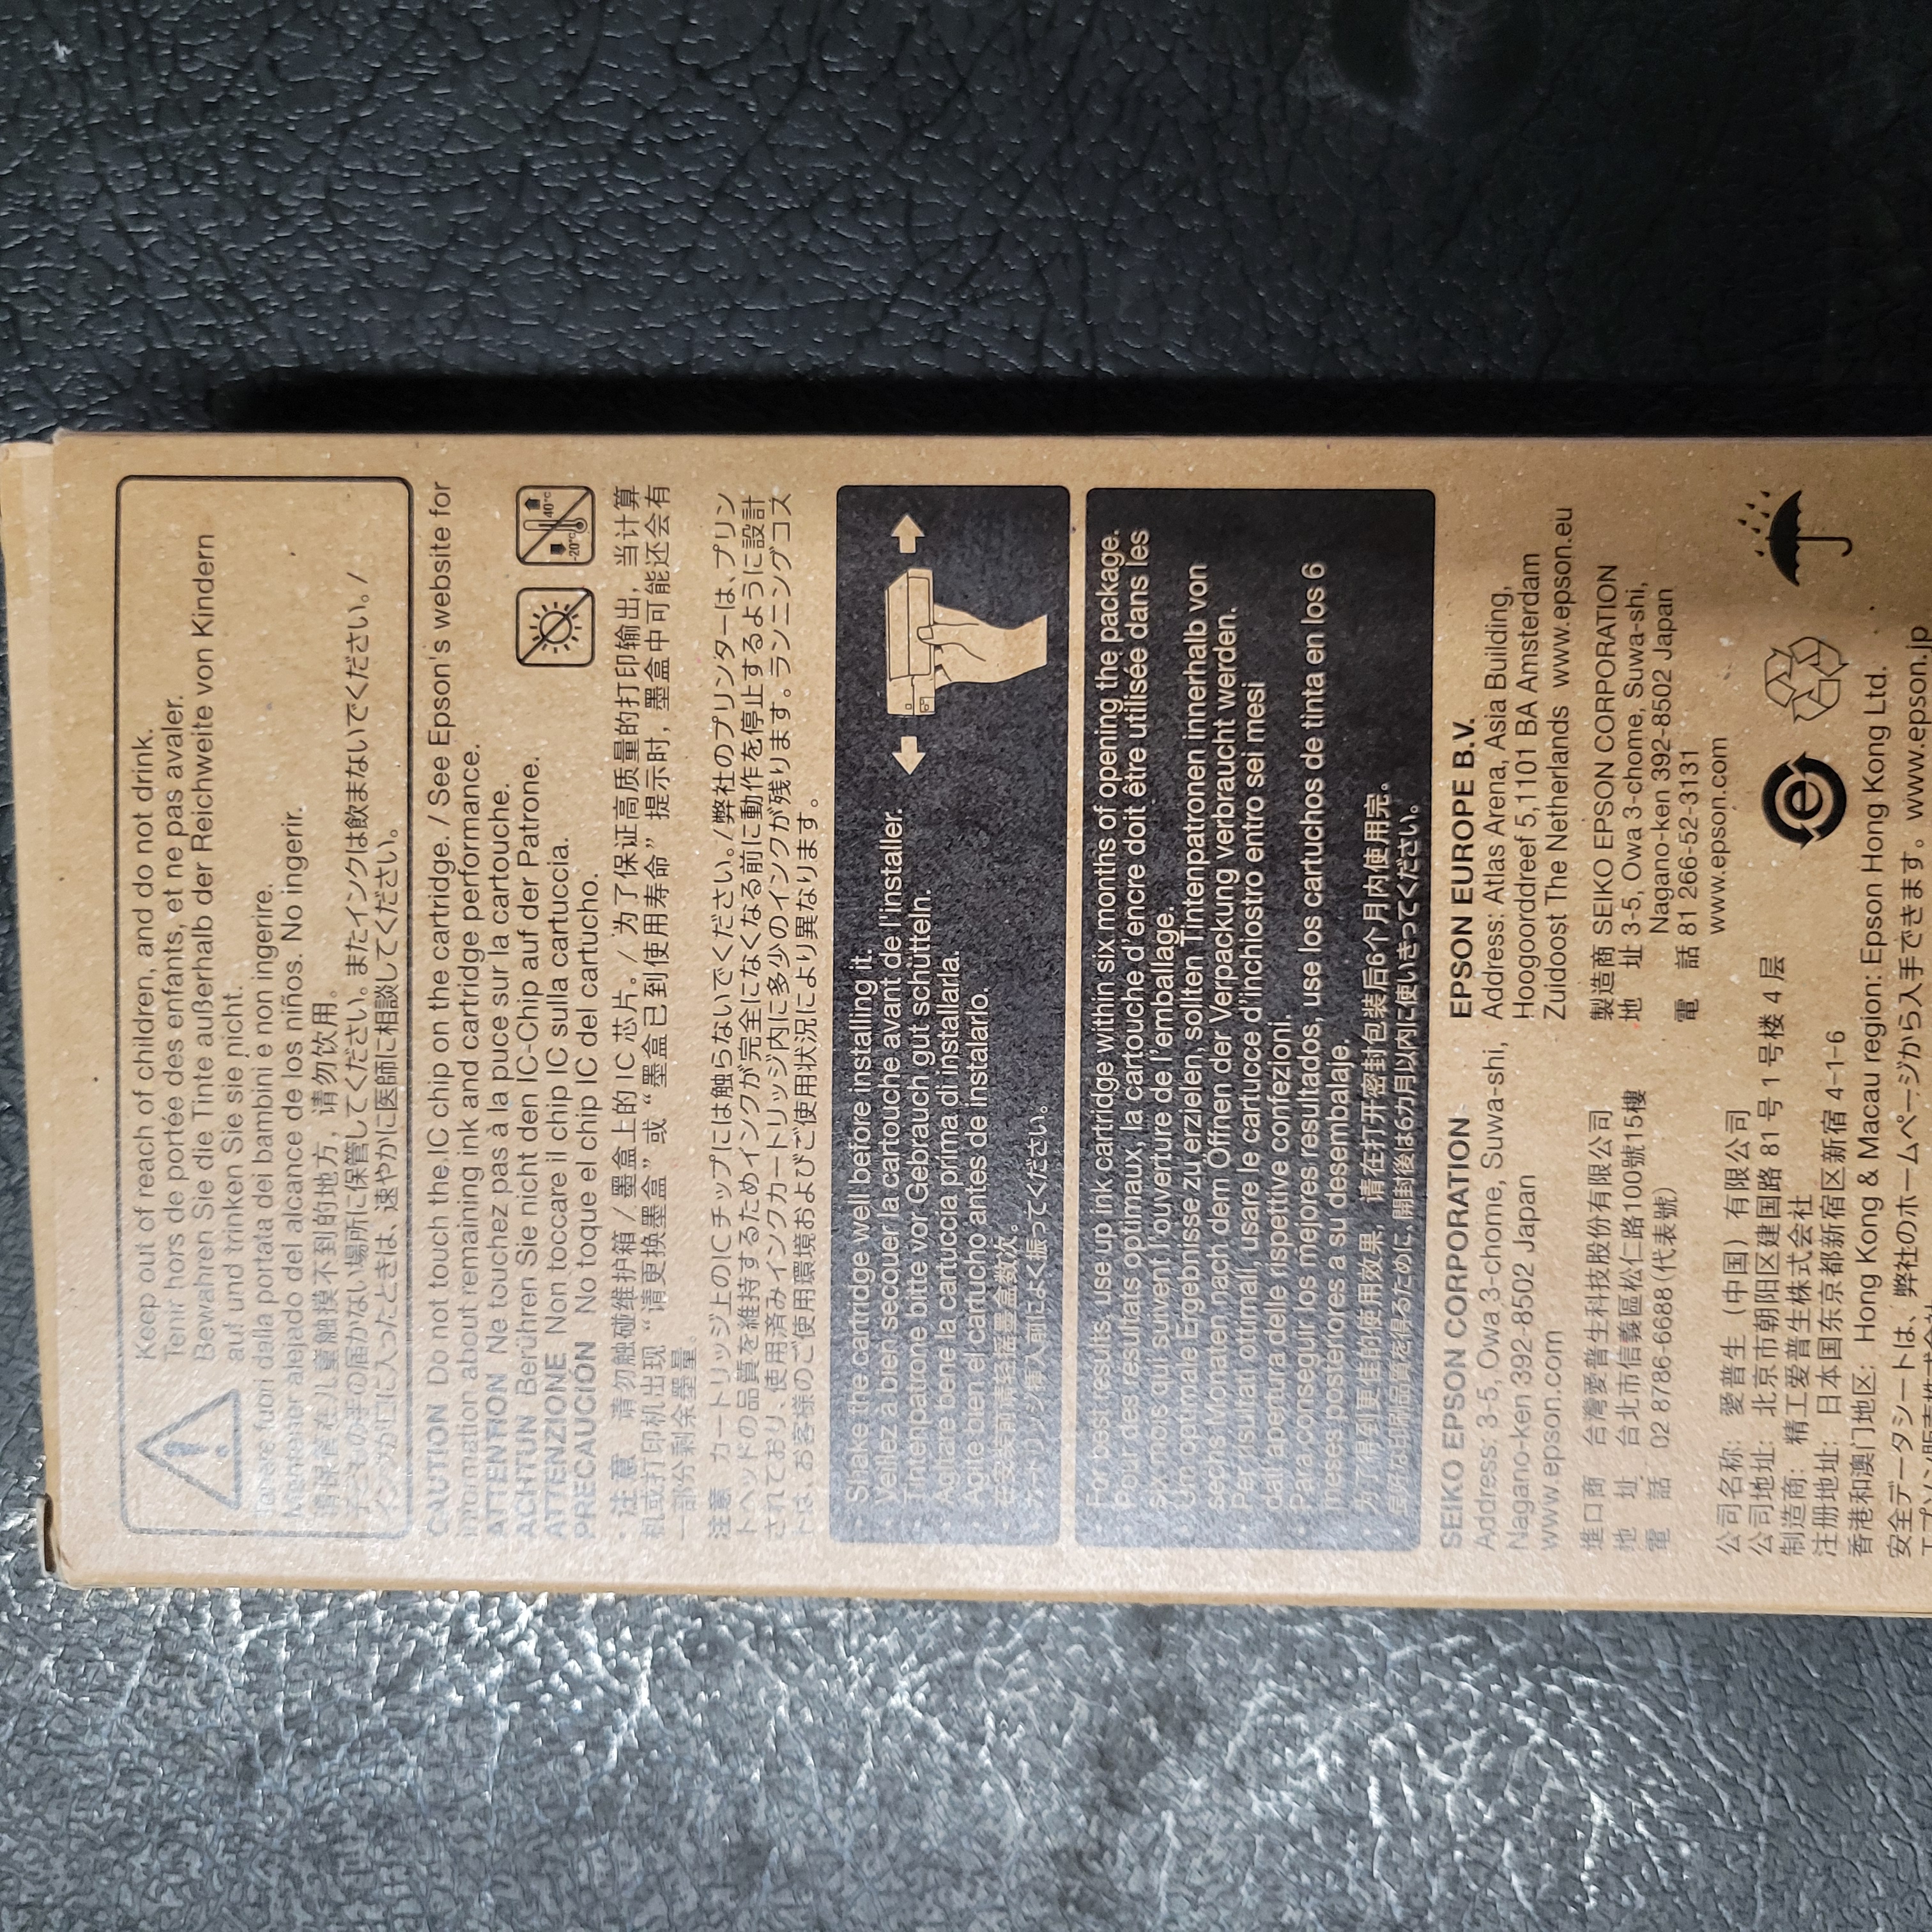 Keep out of reach of children, and do not drink.
Tenir hors de portée des enfants, et ne pas avaler.
Bewahren Sie die Tinte außerhalb der Reichweite von Kindern
auf und trinken Sie sie nicht.
Tenere fuori dalla portata dei bambini e non ingerire.
Mantener alejado del alcance de los niños. No ingerir.
请保管在儿童触摸不到的地方，请勿饮用。
子どもの手の届かない場所に保管してください。またインクは飲まないでください。/
インクが口に入ったときは、速やかに医師に相談してください。
CAUTION Do not touch the IC chip on the cartridge. / See Epson's website for
information about remaining ink and cartridge performance.
ATTENTION Ne touchez pas à la puce sur la cartouche.
ACHTUN Berühren Sie nicht den IC-Chip auf der Patrone.
ATTENZIONE Non toccare il chip IC sulla cartuccia.
PRECAUCIÓN No toque el chip IC del cartucho.
-20°C 40°C
注意 请勿触碰维护箱 / 墨盒上的 IC 芯片。/ 为了保证高质量的打印输出，当计算
机或打印机出现 “请更换墨盒” 或 “墨盒已到使用寿命” 提示时，墨盒中可能还会有
一部分剩余墨量。
注意 カートリッジ上のICチップには触らないでください。/弊社のプリンターは、プリン
トヘッドの品質を維持するためインクが完全になくなる前に動作を停止するように設計
されており、使用済みインクカートリッジ内に多少のインクが残ります。ランニングコス
トは、お客様のご使用環境およびご使用状況により異なります。
Shake the cartridge well before installing it.
Veillez à bien secouer la cartouche avant de l'installer.
Tintenpatrone bitte vor Gebrauch gut schütteln.
Agitare bene la cartuccia prima di installarla.
Agite bien el cartucho antes de instalarlo.
在安装前请轻摇墨盒数次。
カートリッジ挿入前によく振ってください。
For best results, use up ink cartridge within six months of opening the package.
Pour des résultats optimaux, la cartouche d'encre doit être utilisée dans les
six mois qui suivent l'ouverture de l'emballage.
Um optimale Ergebnisse zu erzielen, sollten Tintenpatronen innerhalb von
sechs Monaten nach dem Öffnen der Verpackung verbraucht werden.
Per risultati ottimali, usare le cartucce d'inchiostro entro sei mesi
dall'apertura delle rispettive confezioni.
Para conseguir los mejores resultados, use los cartuchos de tinta en los 6
meses posteriores a su desembalaje.
为了得到更佳的使用效果，请在打开密封包装后6个月内使用完。
良好な印刷品質を得るために、開封後は6カ月以内に使いきってください。
SEIKO EPSON CORPORATION
Address: 3-5, Owa 3-chome, Suwa-shi,
Nagano-ken 392-8502 Japan
www.epson.com
EPSON EUROPE B.V.
Address: Atlas Arena, Asia Building,
Hoogoorddreef 5,1101 BA Amsterdam
Zuidoost The Netherlands www.epson.eu
進口商 台灣愛普生科技股份有限公司
地 址 台北市信義區松仁路100號15樓
電 話 02 8786-6688(代表號)
製造商 SEIKO EPSON CORPORATION
地 址 3-5, Owa 3-chome, Suwa-shi,
Nagano-ken 392-8502 Japan
電 話 81 266-52-3131
www.epson.com
公司名称: 爱普生（中国）有限公司
公司地址: 北京市朝阳区建国路 81 号 1 号楼 4 层
制造商: 精工爱普生株式会社
注册地址: 日本国东京都新宿区新宿 4-1-6
香港和澳门地区: Hong Kong & Macau region: Epson Hong Kong Ltd.
安全データシートは、弊社のホームページから入手できます。www.epson.jp